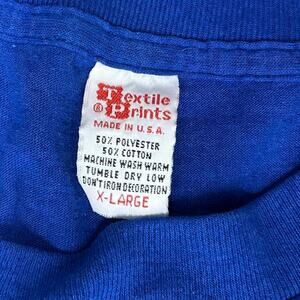 Textile
® Prints
MADE IN U.S.A.
50% POLYESTER
50% COTTON
MACHINE WASH WARM
TUMBLE DRY LOW
DON'T IRON DECORATION
X-LARGE